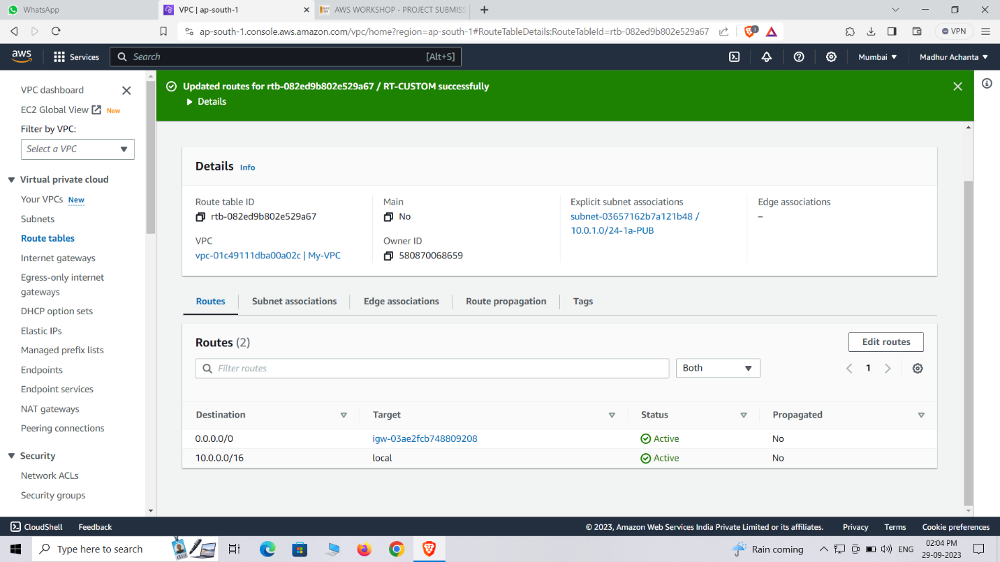 WhatsApp
VPC | ap-south-1
AWS WORKSHOP - PROJECT SUBMISS
ap-south-1.console.aws.amazon.com/vpc/home?region=ap-south-1#RouteTableDetails:RouteTableId=rtb-082ed9b802e529a67
3
VPN
aws
Services
Search
[Alt+S]
Mumbai
Madhur Achanta
VPC dashboard
EC2 Global View New
Filter by VPC:
Select a VPC
Virtual private cloud
Your VPCs New
Subnets
Route tables
Internet gateways
Egress-only internet
gateways
DHCP option sets
Elastic IPs
Managed prefix lists
Endpoints
Endpoint services
NAT gateways
Peering connections
Security
Network ACLs
Security groups
Updated routes for rtb-082ed9b802e529a67 / RT-CUSTOM successfully
Details
Details Info
Route table ID
rtb-082ed9b802e529a67
Main
No
Explicit subnet associations
subnet-03657162b7a121b48 /
10.0.1.0/24-1a-PUB
Edge associations
–
VPC
vpc-01c49111dba00a02c | My-VPC
Owner ID
580870068659
Routes
Subnet associations
Edge associations
Route propagation
Tags
Routes (2)
Edit routes
Filter routes
Both
1
Destination Target Status Propagated
0.0.0.0/0 igw-03ae2fcb748809208 Active No
10.0.0.0/16 local Active No
CloudShell
Feedback
© 2023, Amazon Web Services India Private Limited or its affiliates.
Privacy
Terms
Cookie preferences
Type here to search
Rain coming
ENG
02:04 PM
29-09-2023